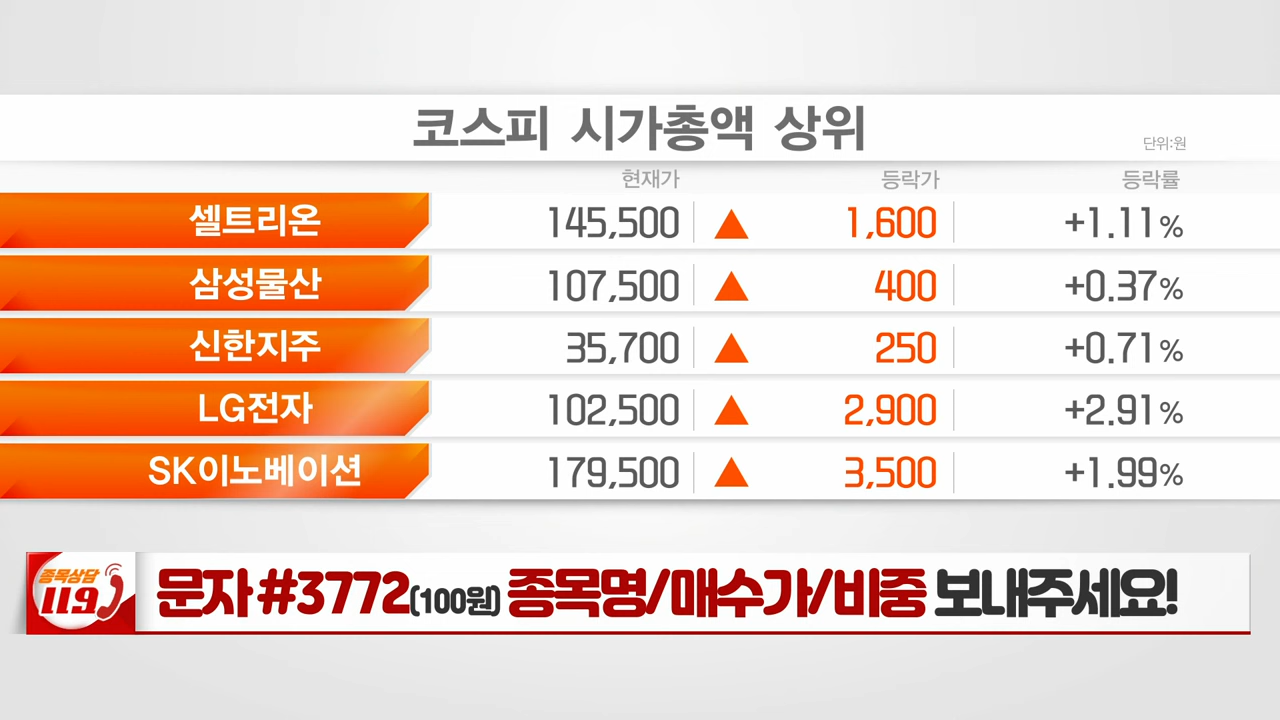 코스피 시가총액 상위
단위:원
현재가 등락가 등락률
셀트리온 145,500 ▲ 1,600 +1.11%
삼성물산 107,500 ▲ 400 +0.37%
신한지주 35,700 ▲ 250 +0.71%
LG전자 102,500 ▲ 2,900 +2.91%
SK이노베이션 179,500 ▲ 3,500 +1.99%
종목상담
119
문자 #3772(100원) 종목명/매수가/비중 보내주세요!